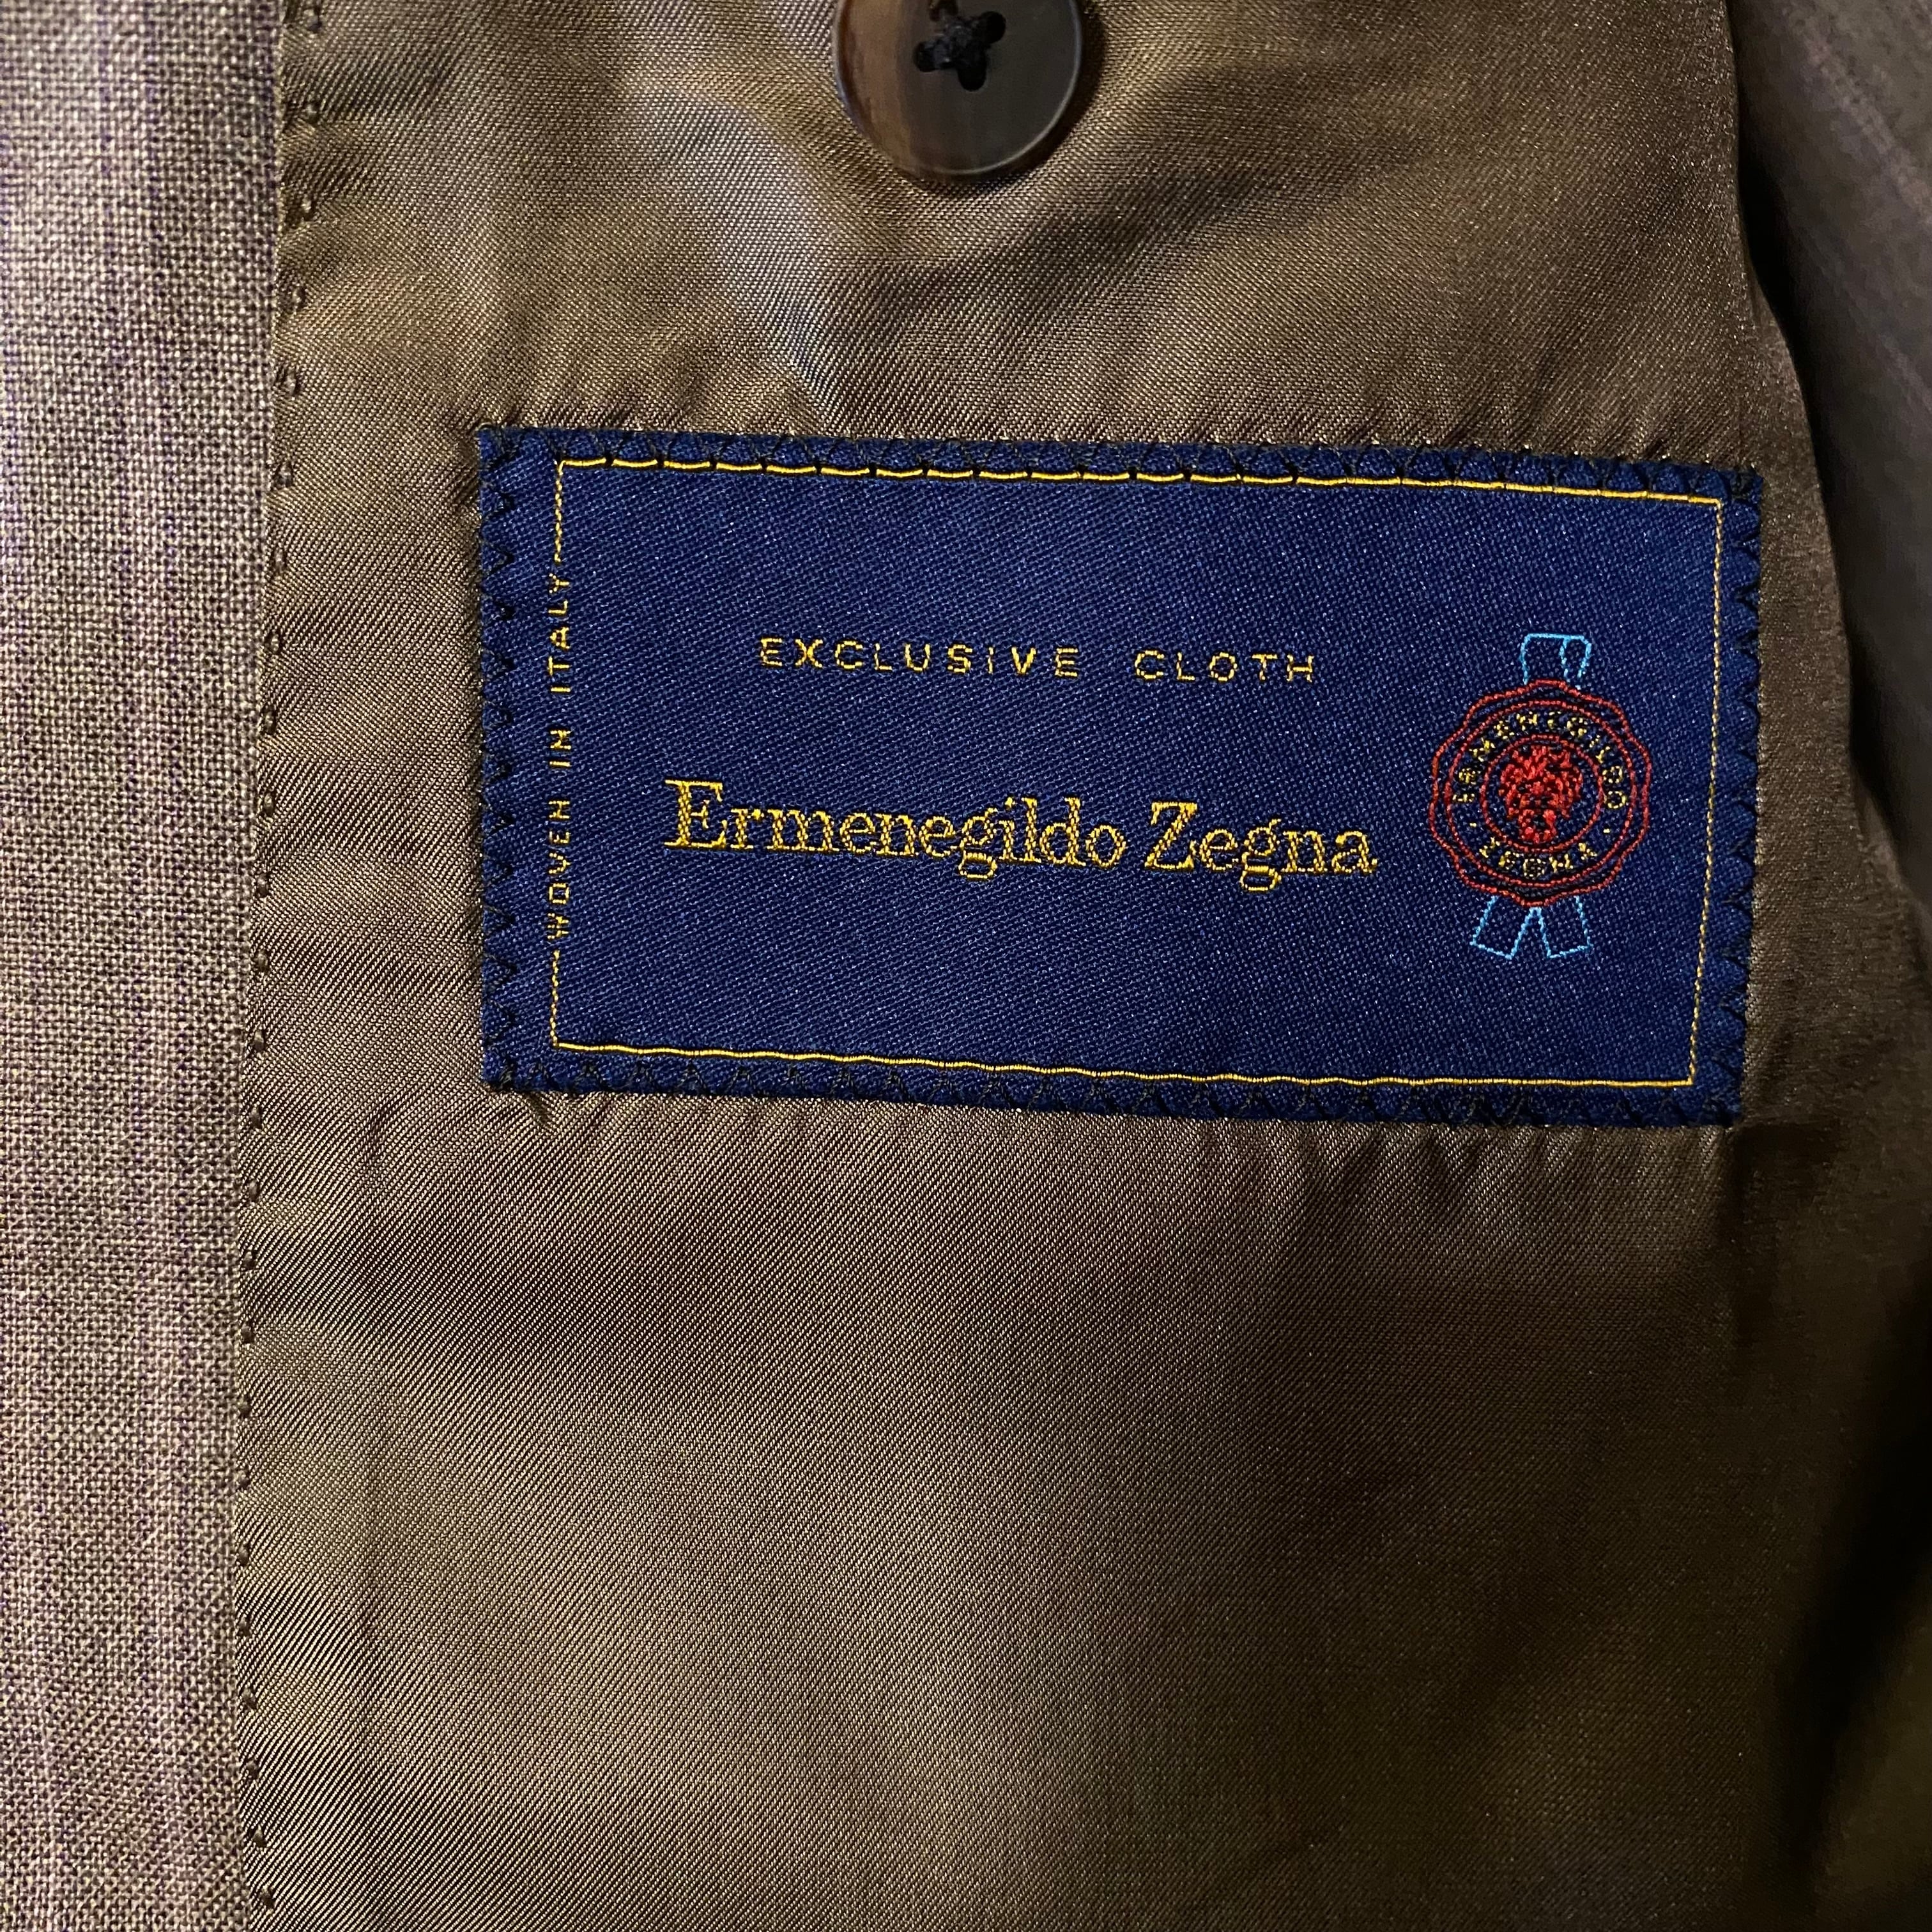 WOVEN IN ITALY
EXCLUSIVE CLOTH
Ermenegildo Zegna
ERMENEGILDO
· ZEGNA ·